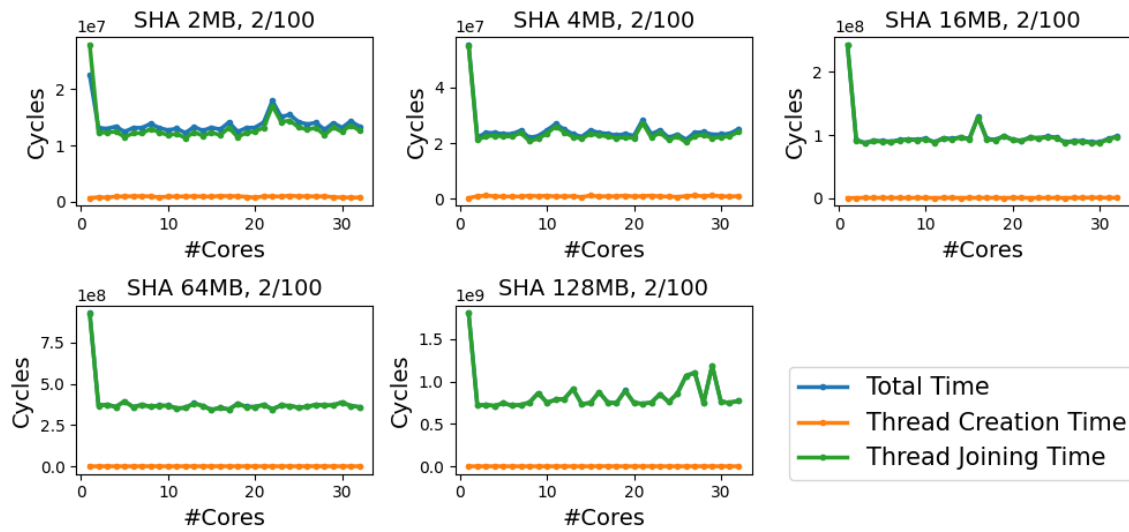 SHA 2MB, 2/100
1e7
Cycles
2
1
0
0 10 20 30
#Cores
SHA 4MB, 2/100
1e7
Cycles
4
2
0
0 10 20 30
#Cores
SHA 16MB, 2/100
1e8
Cycles
2
1
0
0 10 20 30
#Cores
SHA 64MB, 2/100
1e8
Cycles
7.5
5.0
2.5
0.0
0 10 20 30
#Cores
SHA 128MB, 2/100
1e9
Cycles
1.5
1.0
0.5
0.0
0 10 20 30
#Cores
Total Time
Thread Creation Time
Thread Joining Time